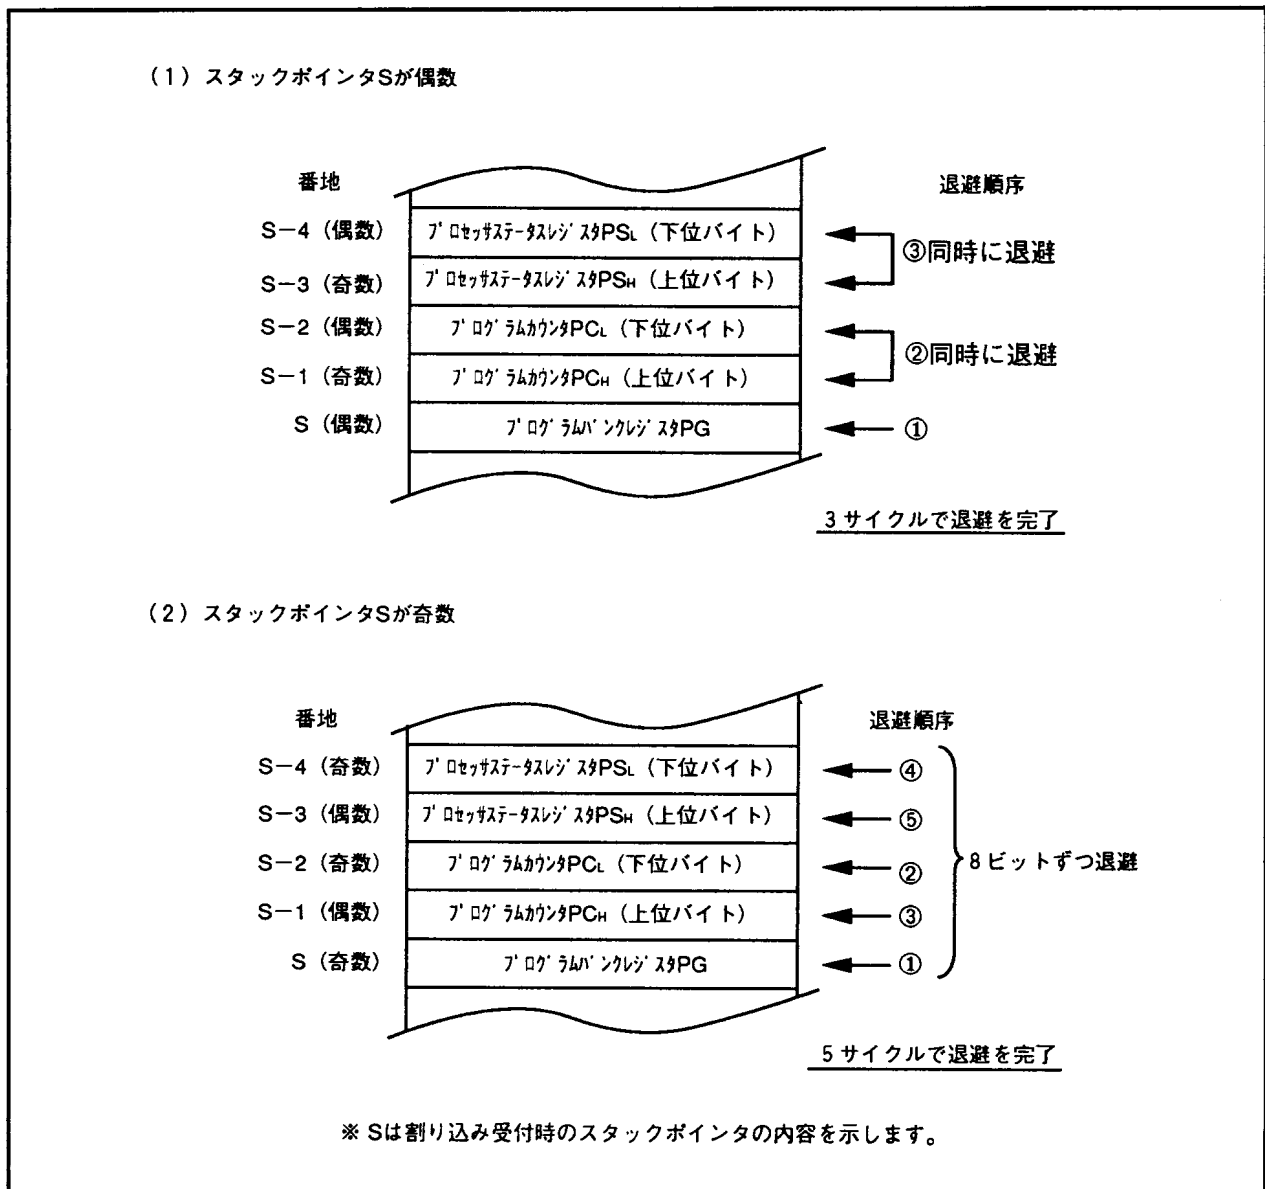 (1) スタックポインタSが偶数
番地 退避順序
S-4 (偶数) プロセッサステータスレジスタPSL (下位バイト)
③同時に退避
S-3 (奇数) プロセッサステータスレジスタPSH (上位バイト)
S-2 (偶数) プログラムカウンタPCL (下位バイト)
②同時に退避
S-1 (奇数) プログラムカウンタPCH (上位バイト)
S (偶数) プログラムバンクレジスタPG ①
3サイクルで退避を完了
(2) スタックポインタSが奇数
番地 退避順序
S-4 (奇数) プロセッサステータスレジスタPSL (下位バイト) ④
S-3 (偶数) プロセッサステータスレジスタPSH (上位バイト) ⑤
S-2 (奇数) プログラムカウンタPCL (下位バイト) ② 8ビットずつ退避
S-1 (偶数) プログラムカウンタPCH (上位バイト) ③
S (奇数) プログラムバンクレジスタPG ①
5サイクルで退避を完了
※ Sは割り込み受付時のスタックポインタの内容を示します。